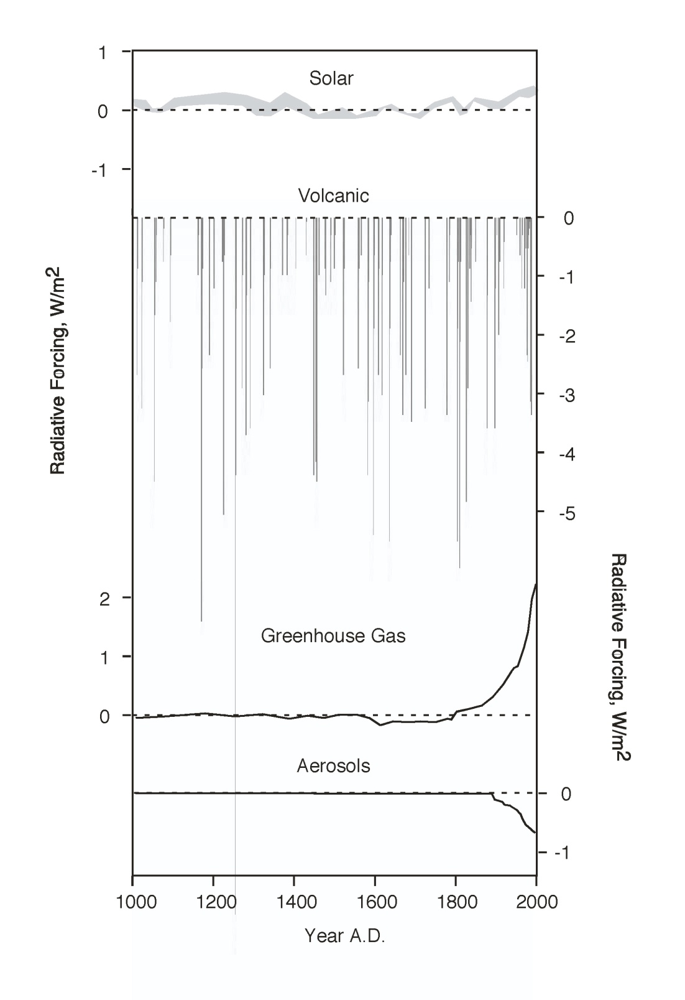 1
Solar
0
-1
Volcanic
0
-1
-2
-3
-4
-5
Radiative Forcing, W/m2
2
Greenhouse Gas
1
0
Radiative Forcing, W/m2
Aerosols
0
-1
1000 1200 1400 1600 1800 2000
Year A.D.